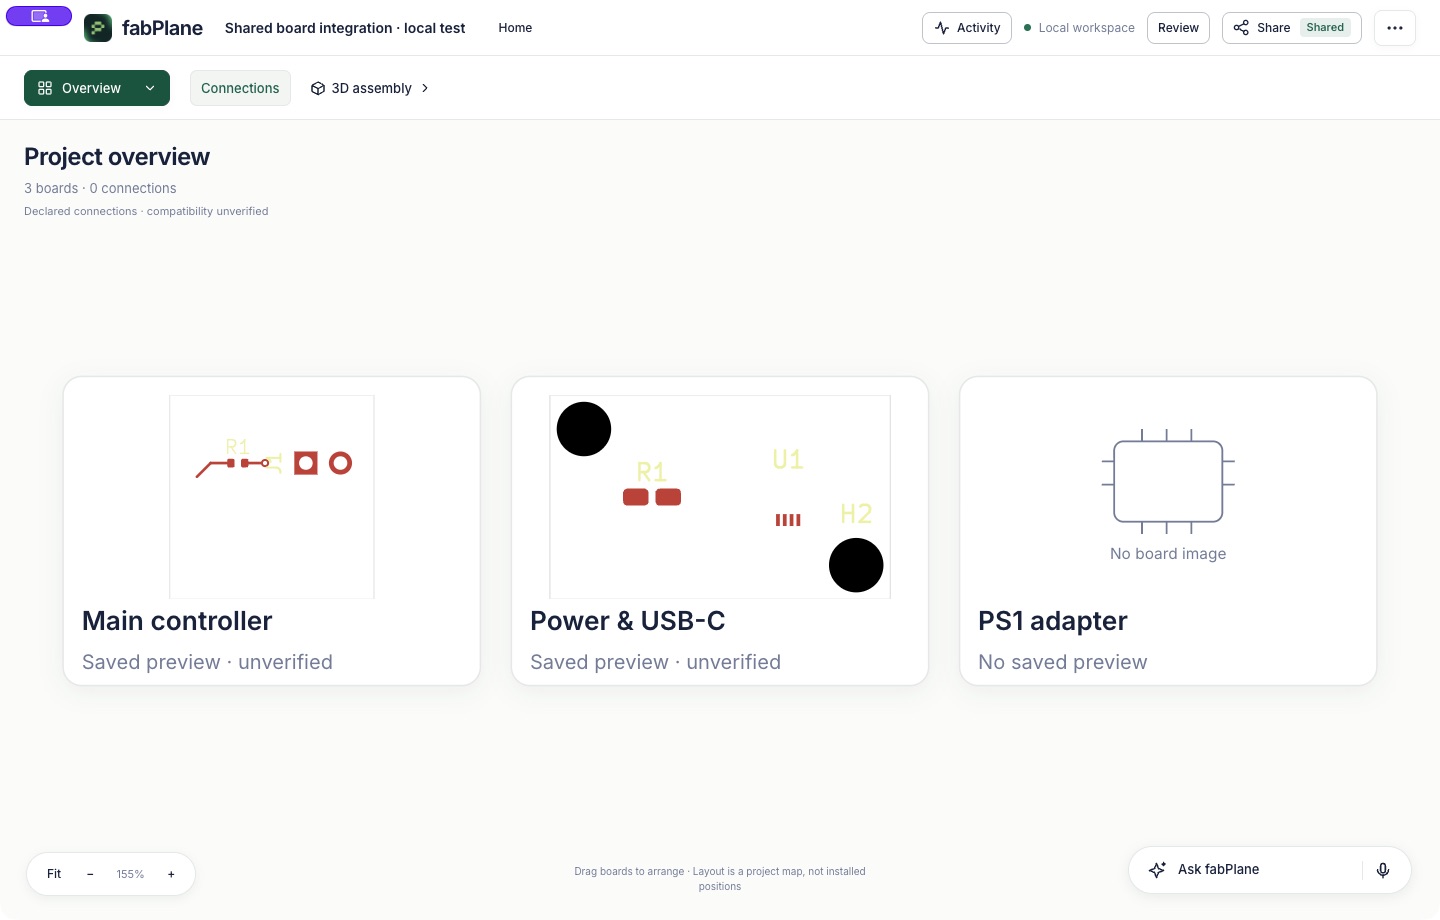 fabPlane
Shared board integration · local test
Home
Activity
Local workspace
Review
Share
Shared
Overview
Connections
3D assembly
Project overview
3 boards · 0 connections
Declared connections · compatibility unverified
R1
J1
Main controller
Saved preview · unverified
R1
U1
H2
Power & USB-C
Saved preview · unverified
No board image
PS1 adapter
No saved preview
Fit
−
155%
+
Drag boards to arrange · Layout is a project map, not installed
positions
Ask fabPlane